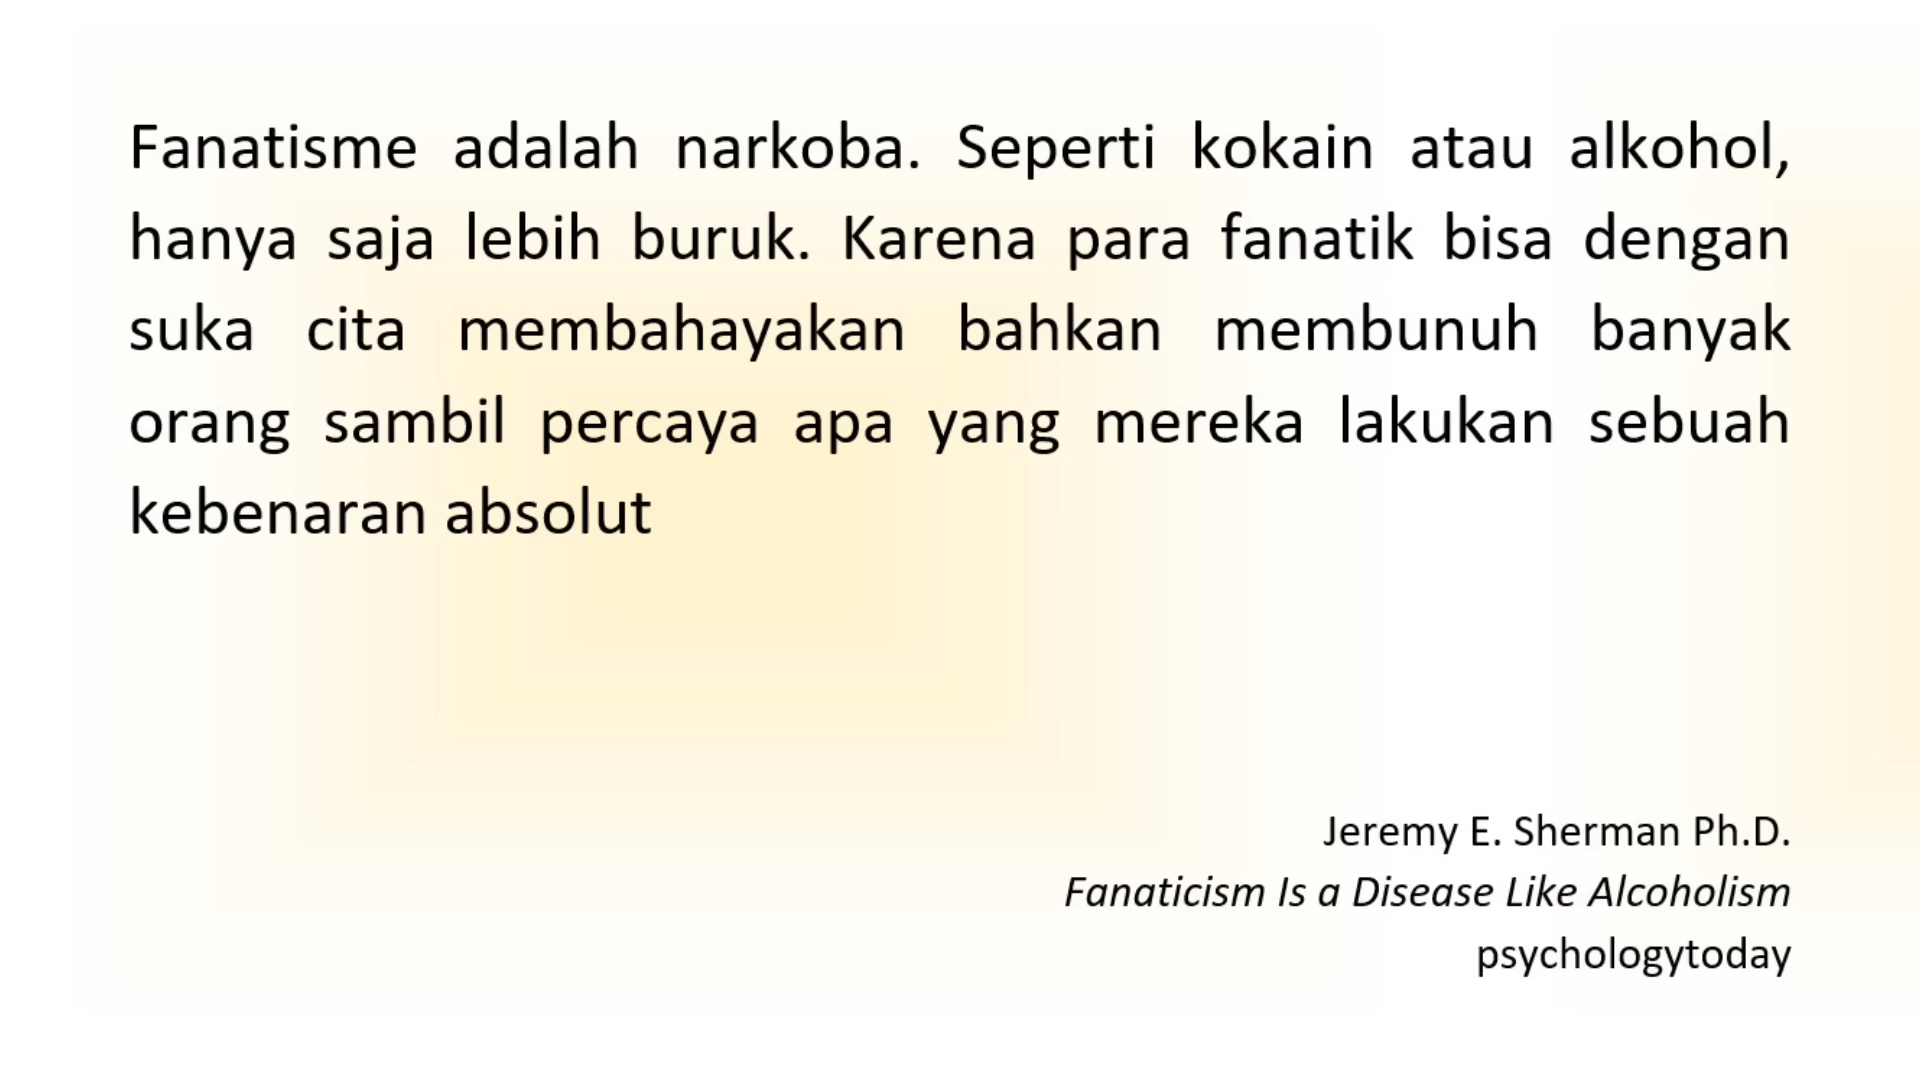 Fanatisme adalah narkoba. Seperti kokain atau alkohol,
hanya saja lebih buruk. Karena para fanatik bisa dengan
suka cita membahayakan bahkan membunuh banyak
orang sambil percaya apa yang mereka lakukan sebuah
kebenaran absolut
Jeremy E. Sherman Ph.D.
Fanaticism Is a Disease Like Alcoholism
psychologytoday